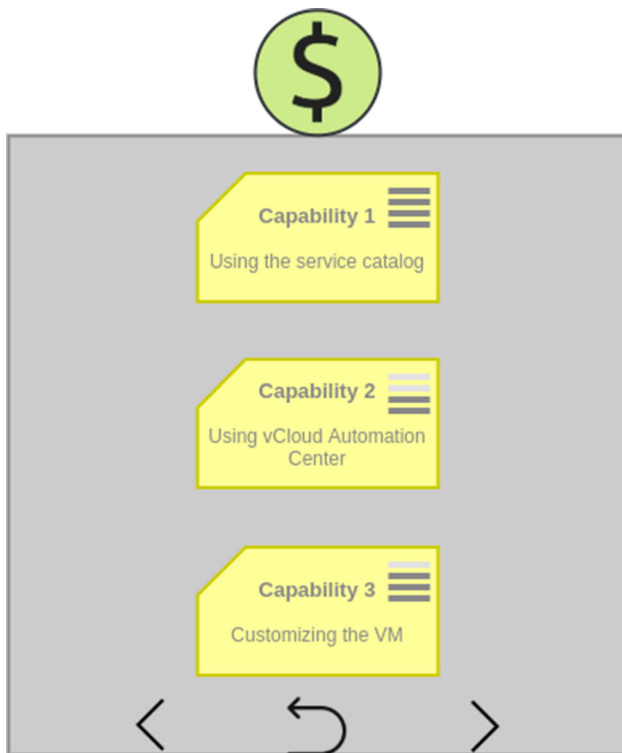 $
Capability 1
Using the service catalog
Capability 2
Using vCloud Automation
Center
Capability 3
Customizing the VM